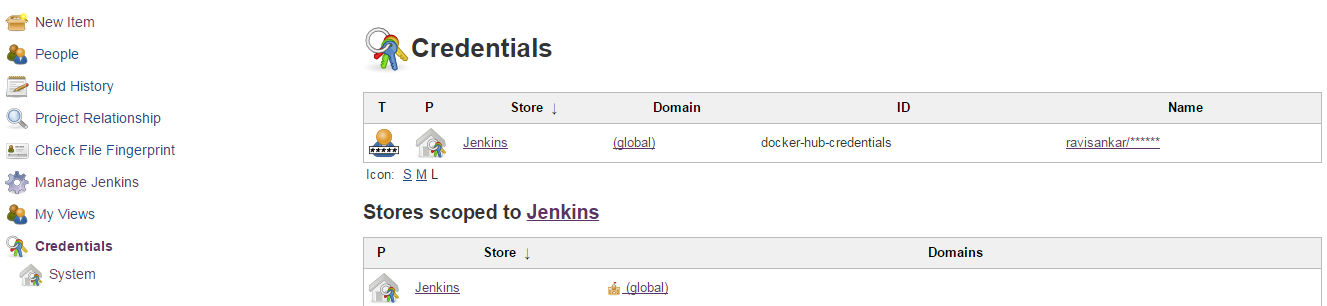 New Item
People
Build History
Project Relationship
Check File Fingerprint
Manage Jenkins
My Views
Credentials
System
Credentials
T P Store ↓ Domain ID Name
Jenkins (global) docker-hub-credentials ravisankar/******
Icon: S M L
Stores scoped to Jenkins
P Store ↓ Domains
Jenkins (global)